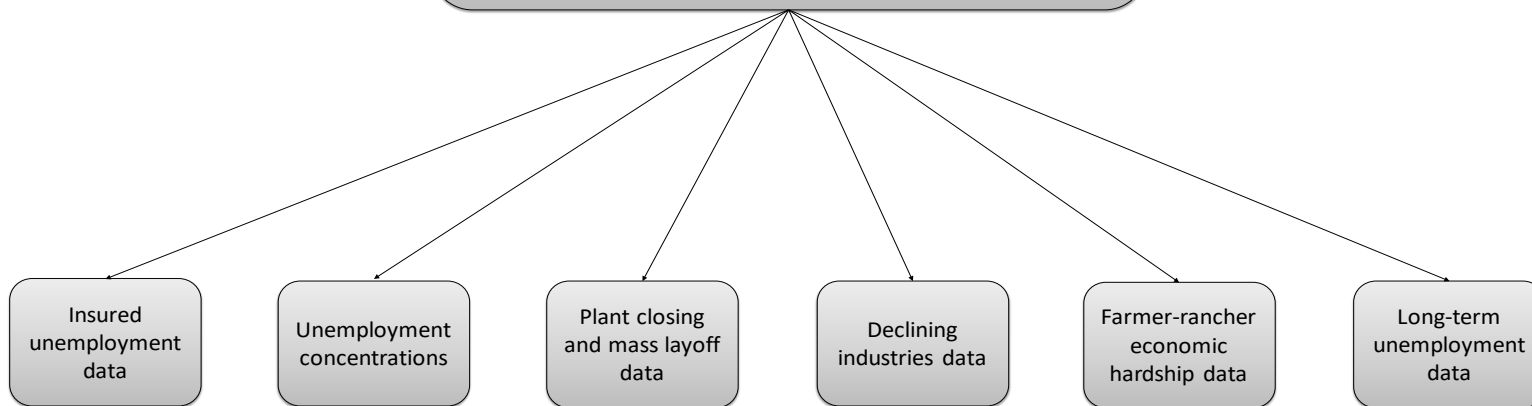 Insured
unemployment
data
Unemployment
concentrations
Plant closing
and mass layoff
data
Declining
industries data
Farmer-rancher
economic
hardship data
Long-term
unemployment
data